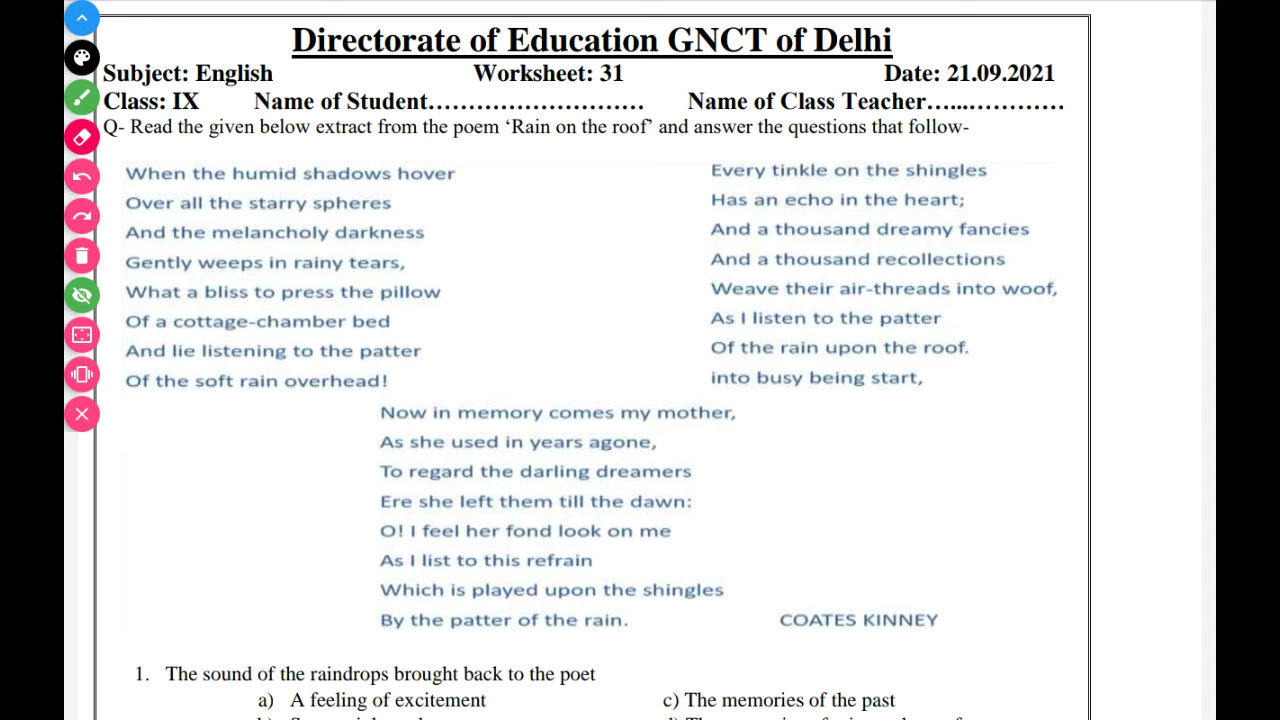 Directorate of Education GNCT of Delhi
Subject: English Worksheet: 31 Date: 21.09.2021
Class: IX Name of Student……………………… Name of Class Teacher…...…………
Q- Read the given below extract from the poem ‘Rain on the roof’ and answer the questions that follow-
When the humid shadows hover
Over all the starry spheres
And the melancholy darkness
Gently weeps in rainy tears,
What a bliss to press the pillow
Of a cottage-chamber bed
And lie listening to the patter
Of the soft rain overhead!
Every tinkle on the shingles
Has an echo in the heart;
And a thousand dreamy fancies
And a thousand recollections
Weave their air-threads into woof,
As I listen to the patter
Of the rain upon the roof.
into busy being start,
Now in memory comes my mother,
As she used in years agone,
To regard the darling dreamers
Ere she left them till the dawn:
O! I feel her fond look on me
As I list to this refrain
Which is played upon the shingles
By the patter of the rain. COATES KINNEY
1. The sound of the raindrops brought back to the poet
a) A feeling of excitement c) The memories of the past